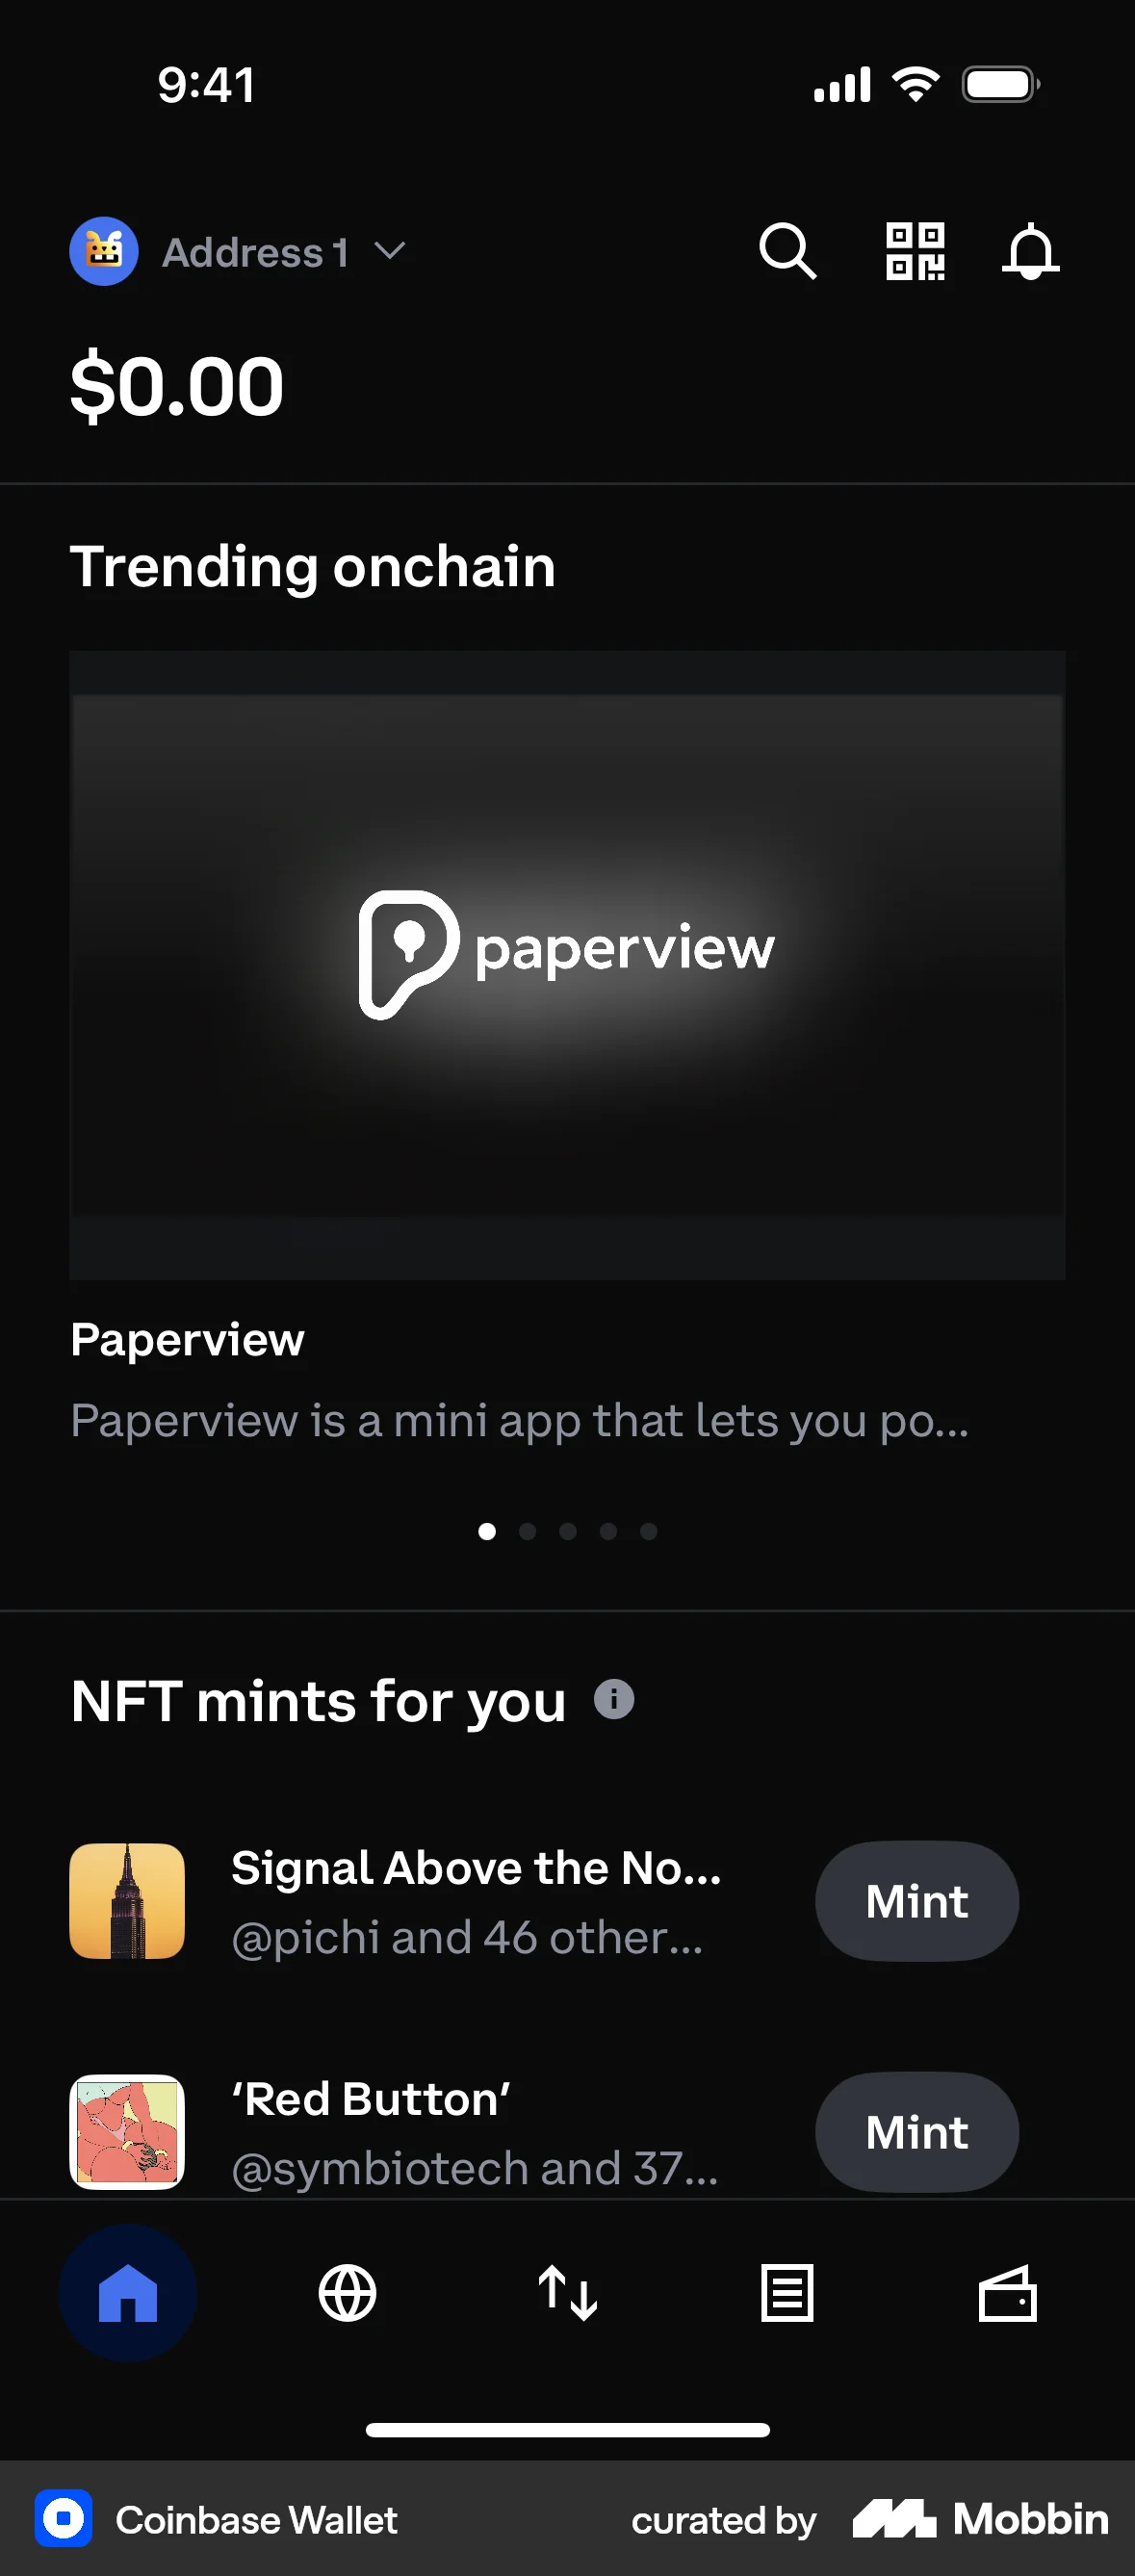 9:41
Address 1
$0.00
Trending onchain
paperview
Paperview
Paperview is a mini app that lets you po...
NFT mints for you
Signal Above the No...
@pichi and 46 other...
Mint
‘Red Button’
@symbiotech and 37...
Mint
Coinbase Wallet
curated by Mobbin